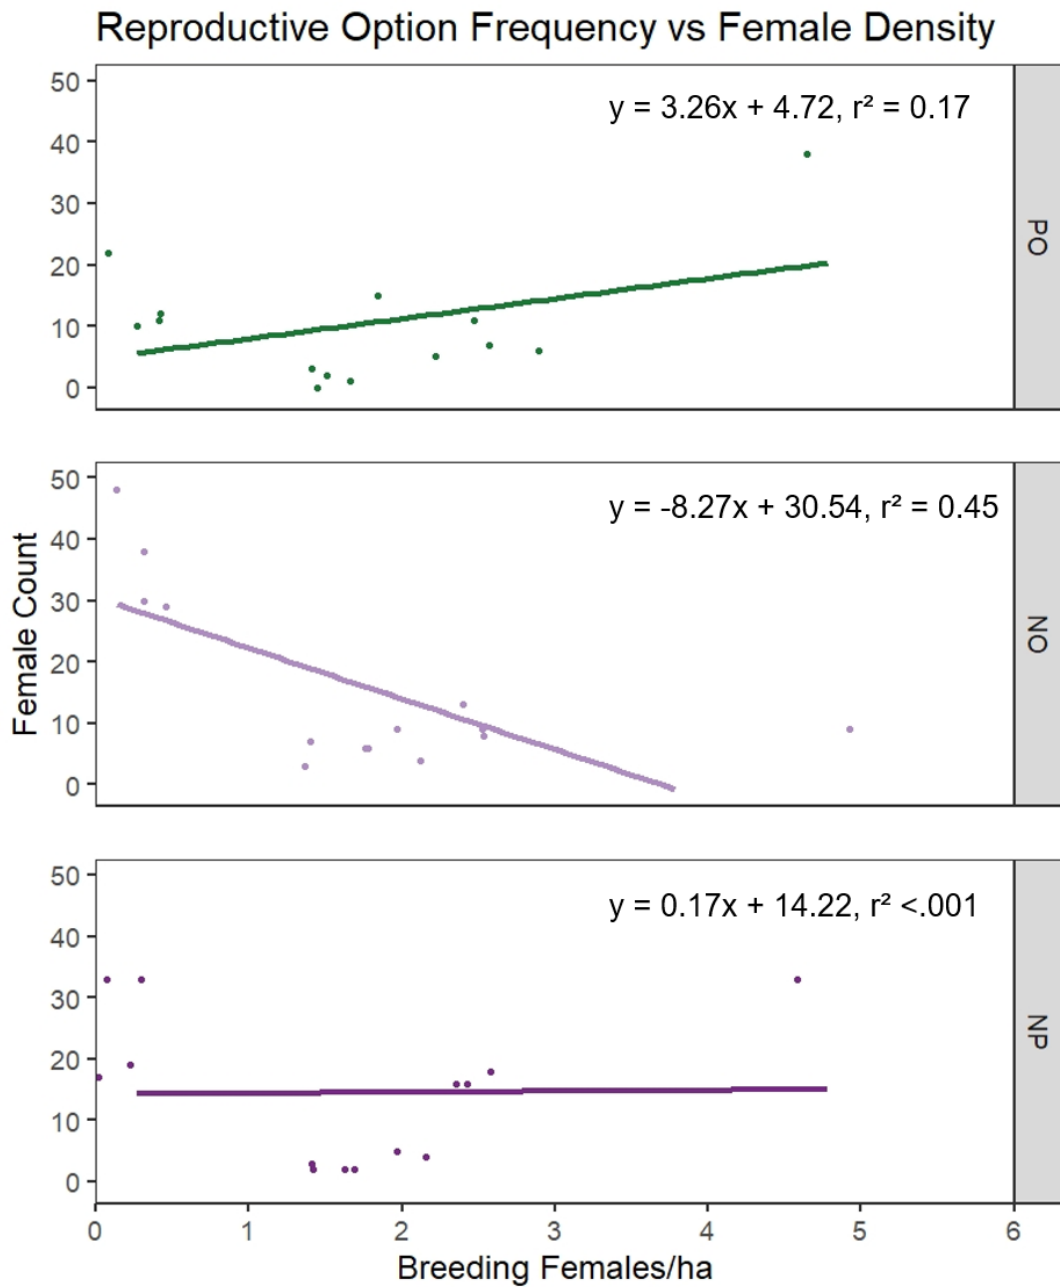 Reproductive Option Frequency vs Female Density
50
40
30
20
10
0
y = 3.26x + 4.72, r² = 0.17
PO
50
40
30
20
10
0
y = -8.27x + 30.54, r² = 0.45
NO
Female Count
50
40
30
20
10
0
y = 0.17x + 14.22, r² <.001
NP
0 1 2 3 4 5 6
Breeding Females/ha